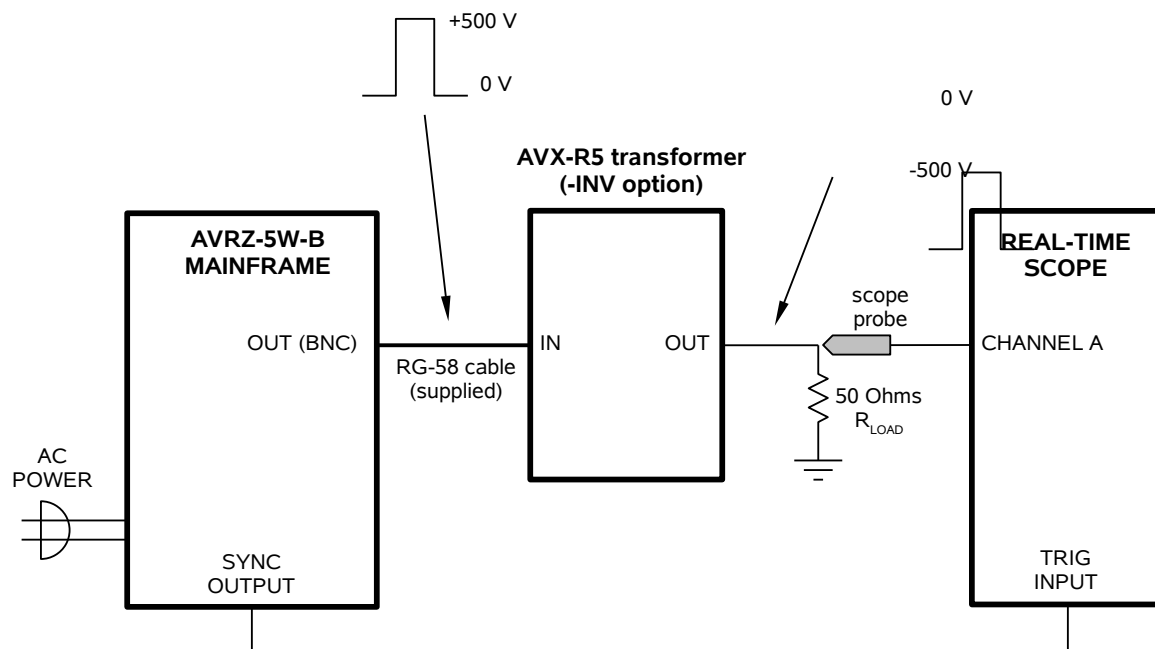 +500 V
0 V
0 V
-500 V
AVX-R5 transformer
(-INV option)
AVRZ-5W-B
MAINFRAME
REAL-TIME
SCOPE
scope
probe
OUT (BNC)
IN
OUT
CHANNEL A
RG-58 cable
(supplied)
50 Ohms
RLOAD
AC
POWER
SYNC
OUTPUT
TRIG
INPUT